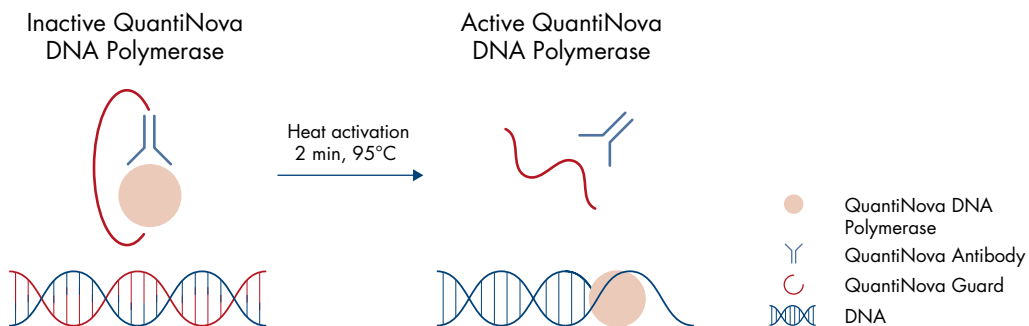 Inactive QuantiNova
DNA Polymerase
Active QuantiNova
DNA Polymerase
Heat activation
2 min, 95°C
QuantiNova DNA
Polymerase
QuantiNova Antibody
QuantiNova Guard
DNA